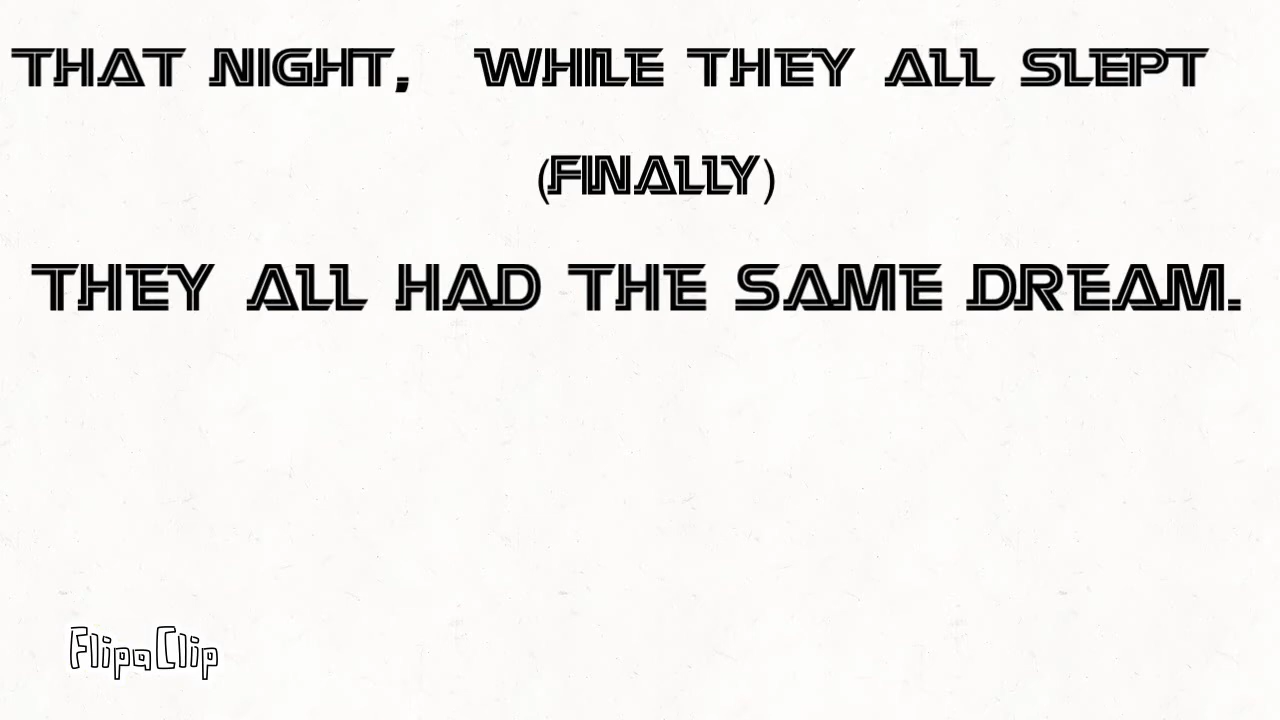 THAT NIGHT, WHILE THEY ALL SLEPT
(FINALLY)
THEY ALL HAD THE SAME DREAM.
FlipaClip